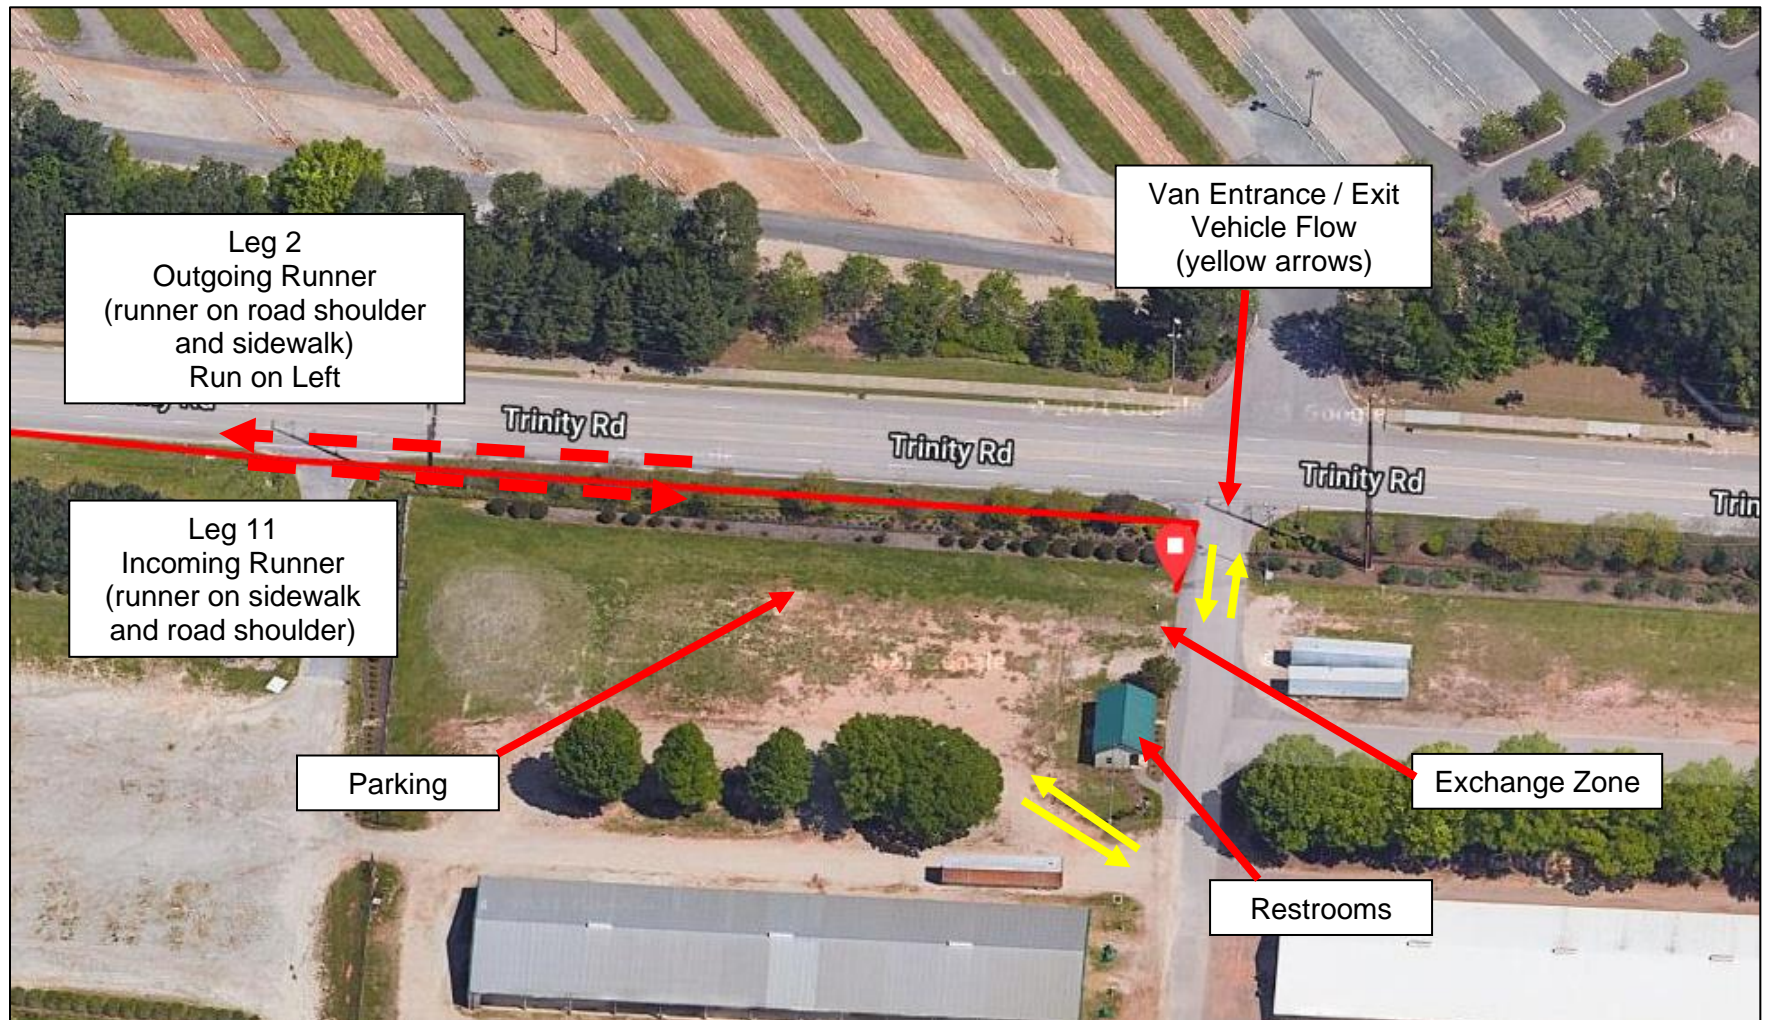 Van Entrance / Exit
Vehicle Flow
(yellow arrows)
Leg 2
Outgoing Runner
(runner on road shoulder
and sidewalk)
Run on Left
Trinity Rd
Trinity Rd
Trinity Rd
Leg 11
Incoming Runner
(runner on sidewalk
and road shoulder)
Parking
Exchange Zone
Restrooms